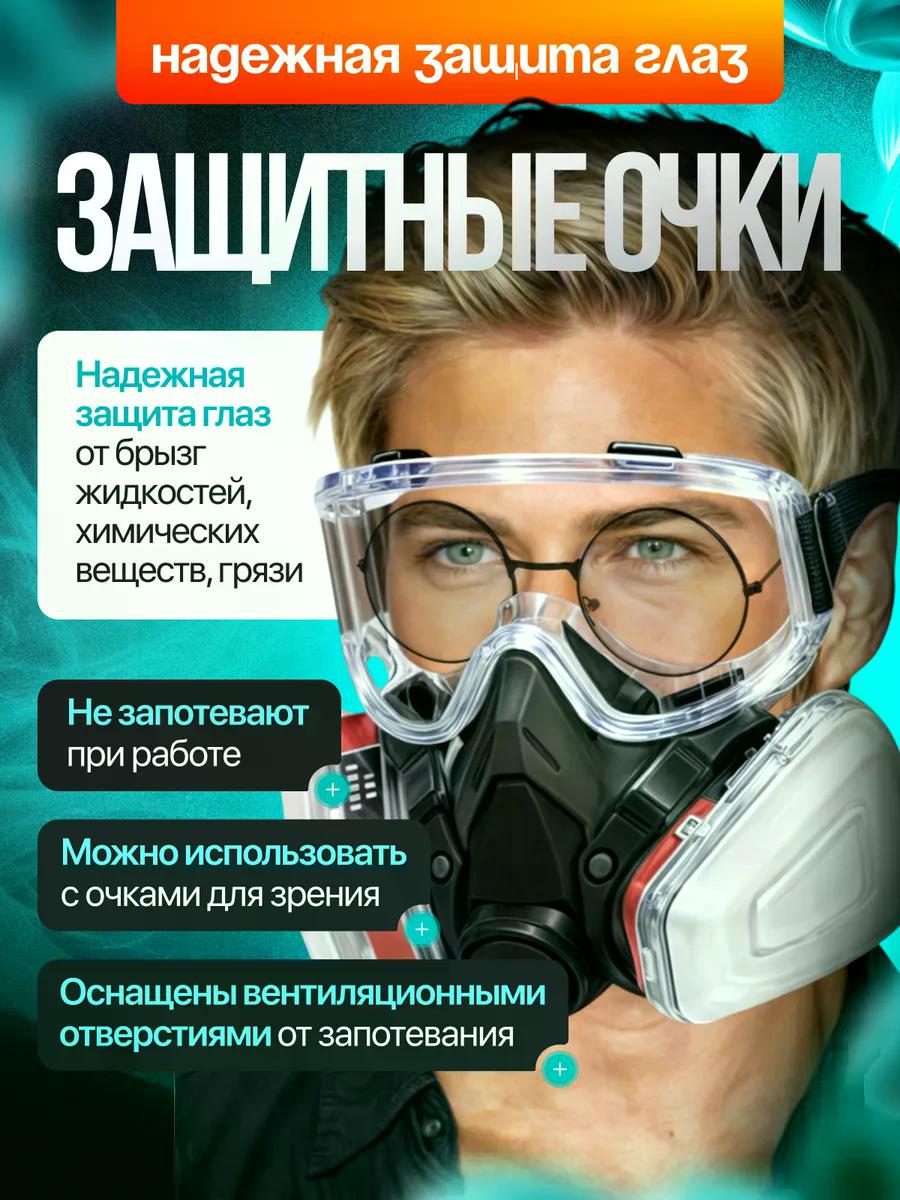 надежная защита глаз
ЗАЩИТНЫЕ ОЧКИ
Надежная
защита глаз
от брызг
жидкостей,
химических
веществ, грязи
Не запотевают
при работе
Можно использовать
с очками для зрения
Оснащены вентиляционными
отверстиями от запотевания